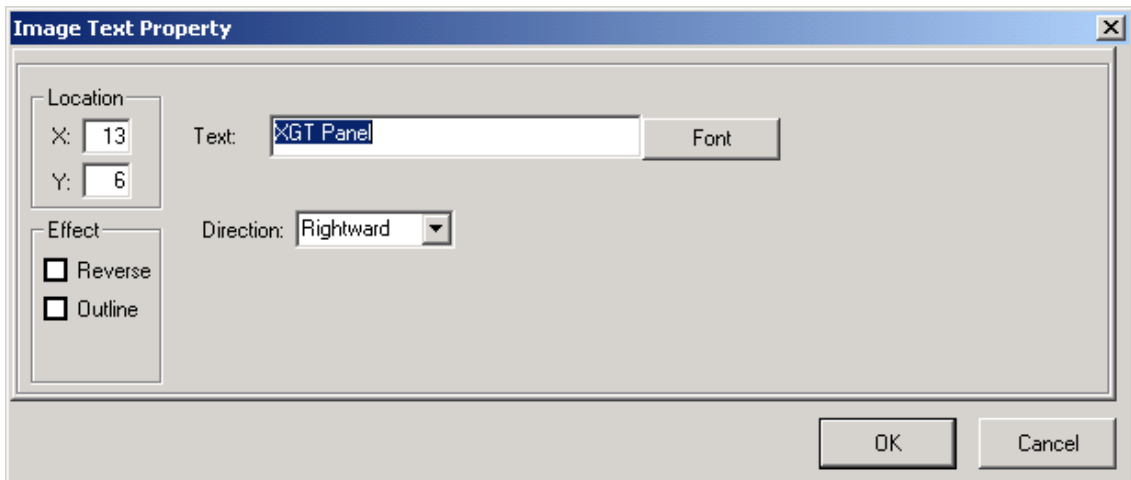 Image Text Property
Location
X: 13
Y: 6
Text: XGT Panel Font
Effect
Direction: Rightward
Reverse
Outline
OK Cancel